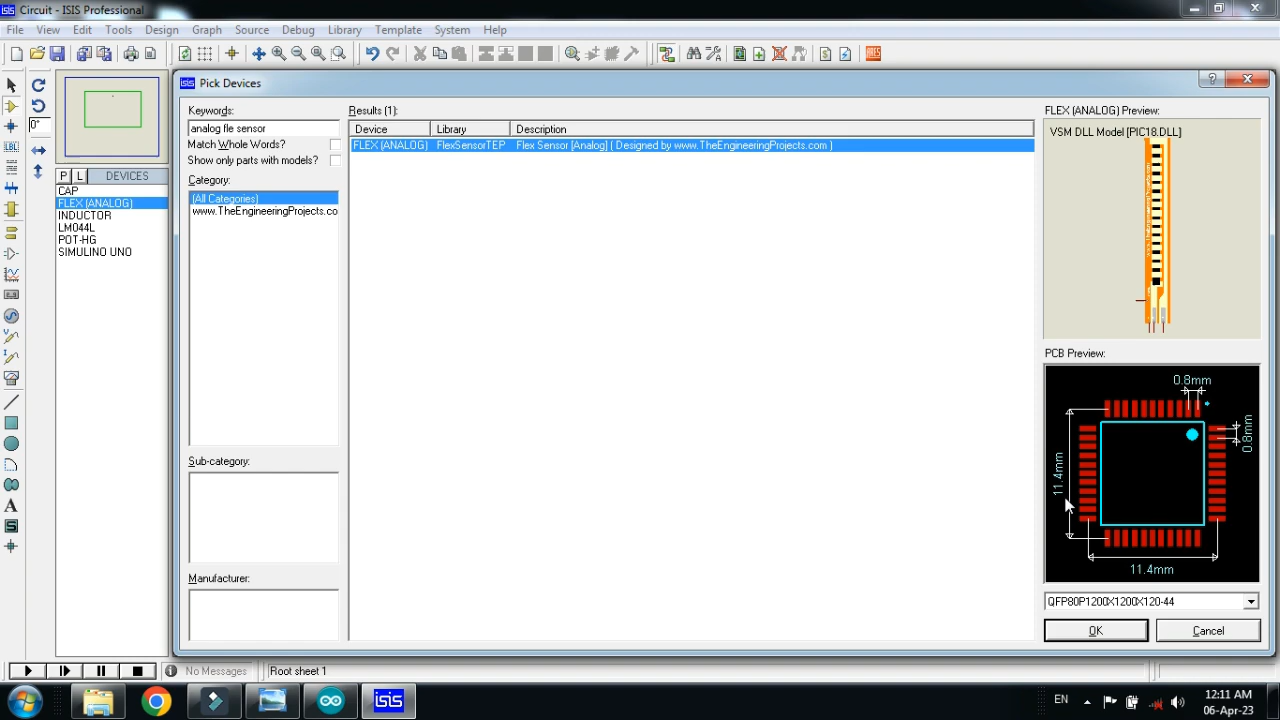 Circuit - ISIS Professional
File View Edit Tools Design Graph Source Debug Library Template System Help
Pick Devices
Keywords:
analog fle sensor
Match Whole Words?
Show only parts with models?
Category:
(All Categories)
www.TheEngineeringProjects.co
Sub-category:
Manufacturer:
Results (1):
Device Library Description
FLEX (ANALOG) FlexSensorTEP Flex Sensor [Analog] ( Designed by www.TheEngineeringProjects.com )
FLEX (ANALOG) Preview:
VSM DLL Model [PIC18.DLL]
PCB Preview:
0.8mm
0.8mm
11.4mm
11.4mm
QFP80P1200X1200X120-44
OK Cancel
0°
P L DEVICES
CAP
FLEX (ANALOG)
INDUCTOR
LM044L
POT-HG
SIMULINO UNO
LBL
A
S
ARES
No Messages Root sheet 1
isis
EN
12:11 AM
06-Apr-23